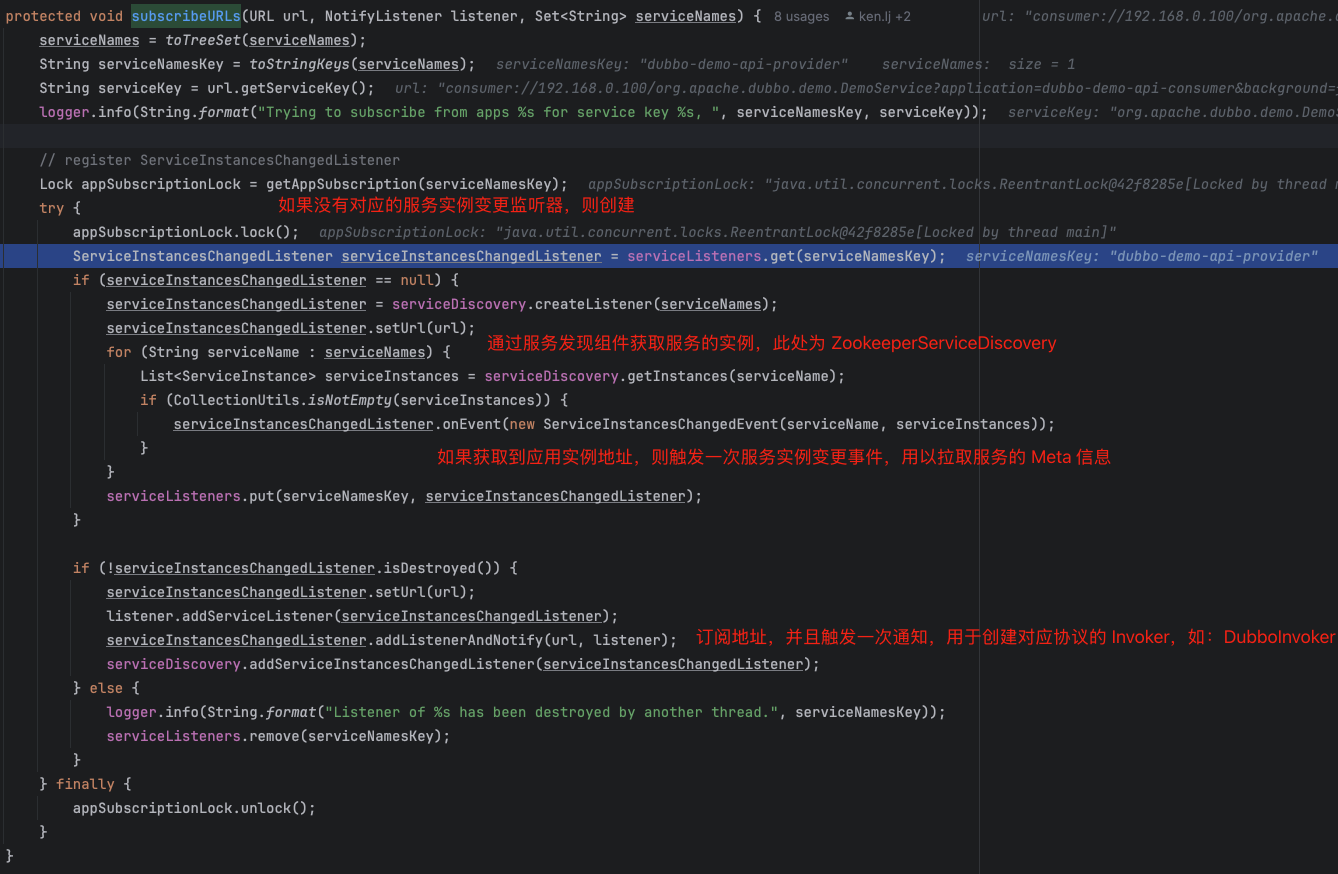 protected void subscribeURLs(URL url, NotifyListener listener, Set<String> serviceNames) { 8 usages ken.lj +2 url: "consumer://192.168.0.100/org.apache.d
serviceNames = toTreeSet(serviceNames);
String serviceNamesKey = toStringKeys(serviceNames); serviceNamesKey: "dubbo-demo-api-provider" serviceNames: size = 1
String serviceKey = url.getServiceKey(); url: "consumer://192.168.0.100/org.apache.dubbo.demo.DemoService?application=dubbo-demo-api-consumer&background=
logger.info(String.format("Trying to subscribe from apps %s for service key %s, ", serviceNamesKey, serviceKey)); serviceKey: "org.apache.dubbo.demo.Demo
// register ServiceInstancesChangedListener
Lock appSubscriptionLock = getAppSubscription(serviceNamesKey); appSubscriptionLock: "java.util.concurrent.locks.ReentrantLock@42f8285e[Locked by thread
try {
如果没有对应的服务实例变更监听器，则创建
appSubscriptionLock.lock(); appSubscriptionLock: "java.util.concurrent.locks.ReentrantLock@42f8285e[Locked by thread main]"
ServiceInstancesChangedListener serviceInstancesChangedListener = serviceListeners.get(serviceNamesKey); serviceNamesKey: "dubbo-demo-api-provider"
if (serviceInstancesChangedListener == null) {
serviceInstancesChangedListener = serviceDiscovery.createListener(serviceNames);
serviceInstancesChangedListener.setUrl(url);
通过服务发现组件获取服务的实例，此处为 ZookeeperServiceDiscovery
for (String serviceName : serviceNames) {
List<ServiceInstance> serviceInstances = serviceDiscovery.getInstances(serviceName);
if (CollectionUtils.isNotEmpty(serviceInstances)) {
serviceInstancesChangedListener.onEvent(new ServiceInstancesChangedEvent(serviceName, serviceInstances));
}
如果获取到应用实例地址，则触发一次服务实例变更事件，用以拉取服务的 Meta 信息
}
serviceListeners.put(serviceNamesKey, serviceInstancesChangedListener);
}
if (!serviceInstancesChangedListener.isDestroyed()) {
serviceInstancesChangedListener.setUrl(url);
listener.addServiceListener(serviceInstancesChangedListener);
serviceInstancesChangedListener.addListenerAndNotify(url, listener); 订阅地址，并且触发一次通知，用于创建对应协议的 Invoker，如：DubboInvoker
serviceDiscovery.addServiceInstancesChangedListener(serviceInstancesChangedListener);
} else {
logger.info(String.format("Listener of %s has been destroyed by another thread.", serviceNamesKey));
serviceListeners.remove(serviceNamesKey);
}
} finally {
appSubscriptionLock.unlock();
}
}